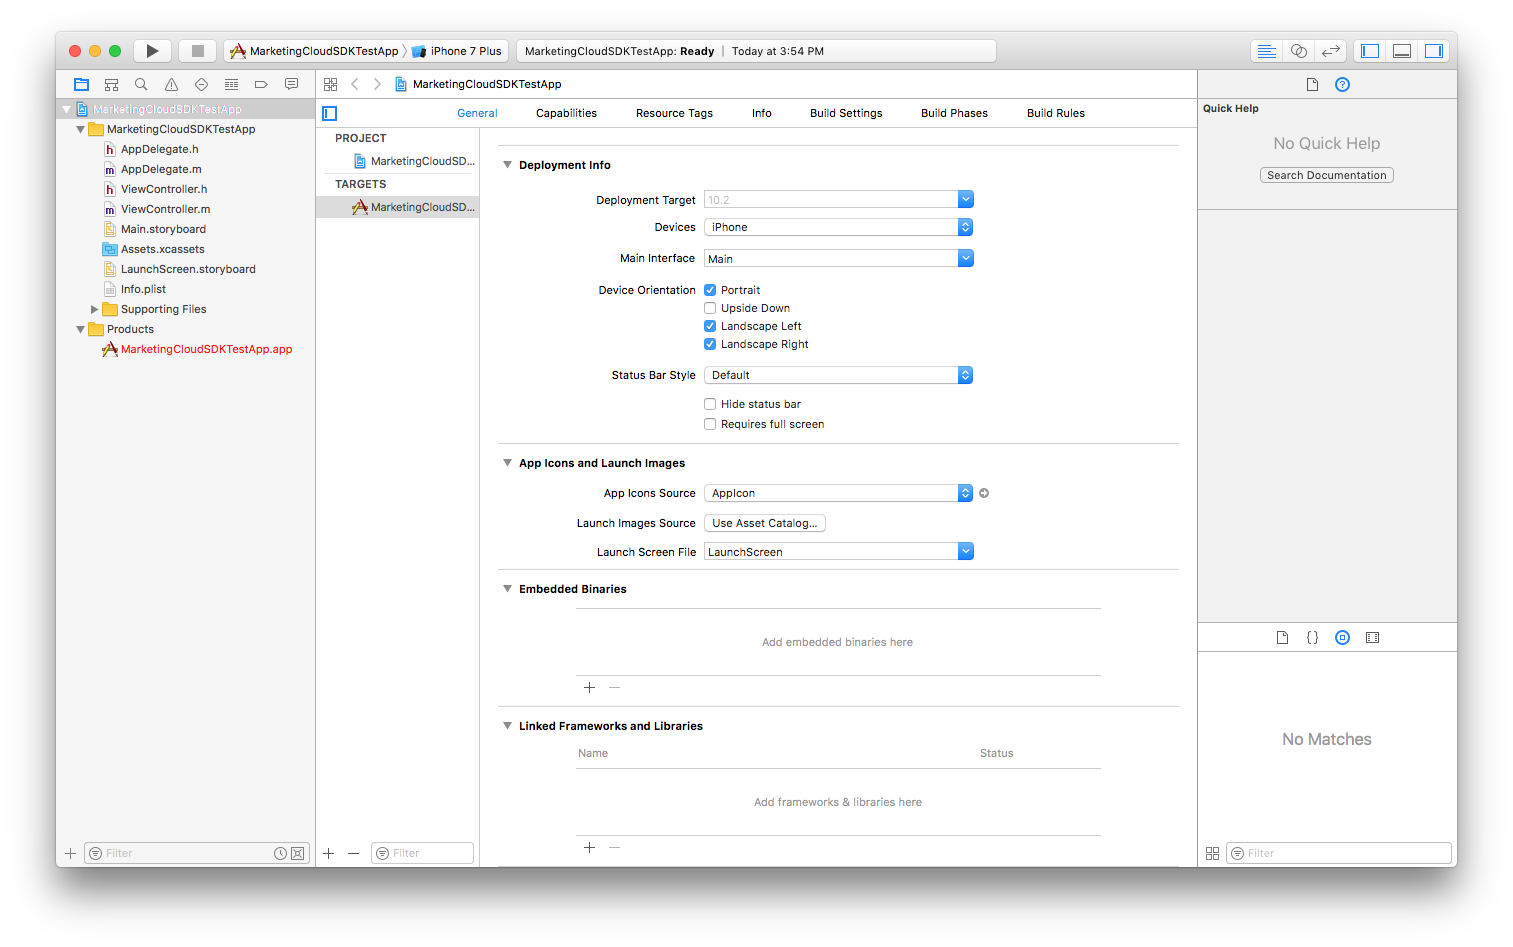 MarketingCloudSDKTestApp
iPhone 7 Plus
MarketingCloudSDKTestApp: Ready | Today at 3:54 PM
MarketingCloudSDKTestApp
MarketingCloudSDKTestApp
MarketingCloudSDKTestApp
h AppDelegate.h
m AppDelegate.m
h ViewController.h
m ViewController.m
Main.storyboard
Assets.xcassets
LaunchScreen.storyboard
Info.plist
Supporting Files
Products
MarketingCloudSDKTestApp.app
Filter
General Capabilities Resource Tags Info Build Settings Build Phases Build Rules
PROJECT
MarketingCloudSD...
TARGETS
MarketingCloudSD...
Filter
Deployment Info
Deployment Target 10.2
Devices iPhone
Main Interface Main
Device Orientation Portrait
Upside Down
Landscape Left
Landscape Right
Status Bar Style Default
Hide status bar
Requires full screen
App Icons and Launch Images
App Icons Source AppIcon
Launch Images Source Use Asset Catalog...
Launch Screen File LaunchScreen
Embedded Binaries
Add embedded binaries here
Linked Frameworks and Libraries
Name Status
Add frameworks & libraries here
Quick Help
No Quick Help
Search Documentation
{ }
No Matches
Filter